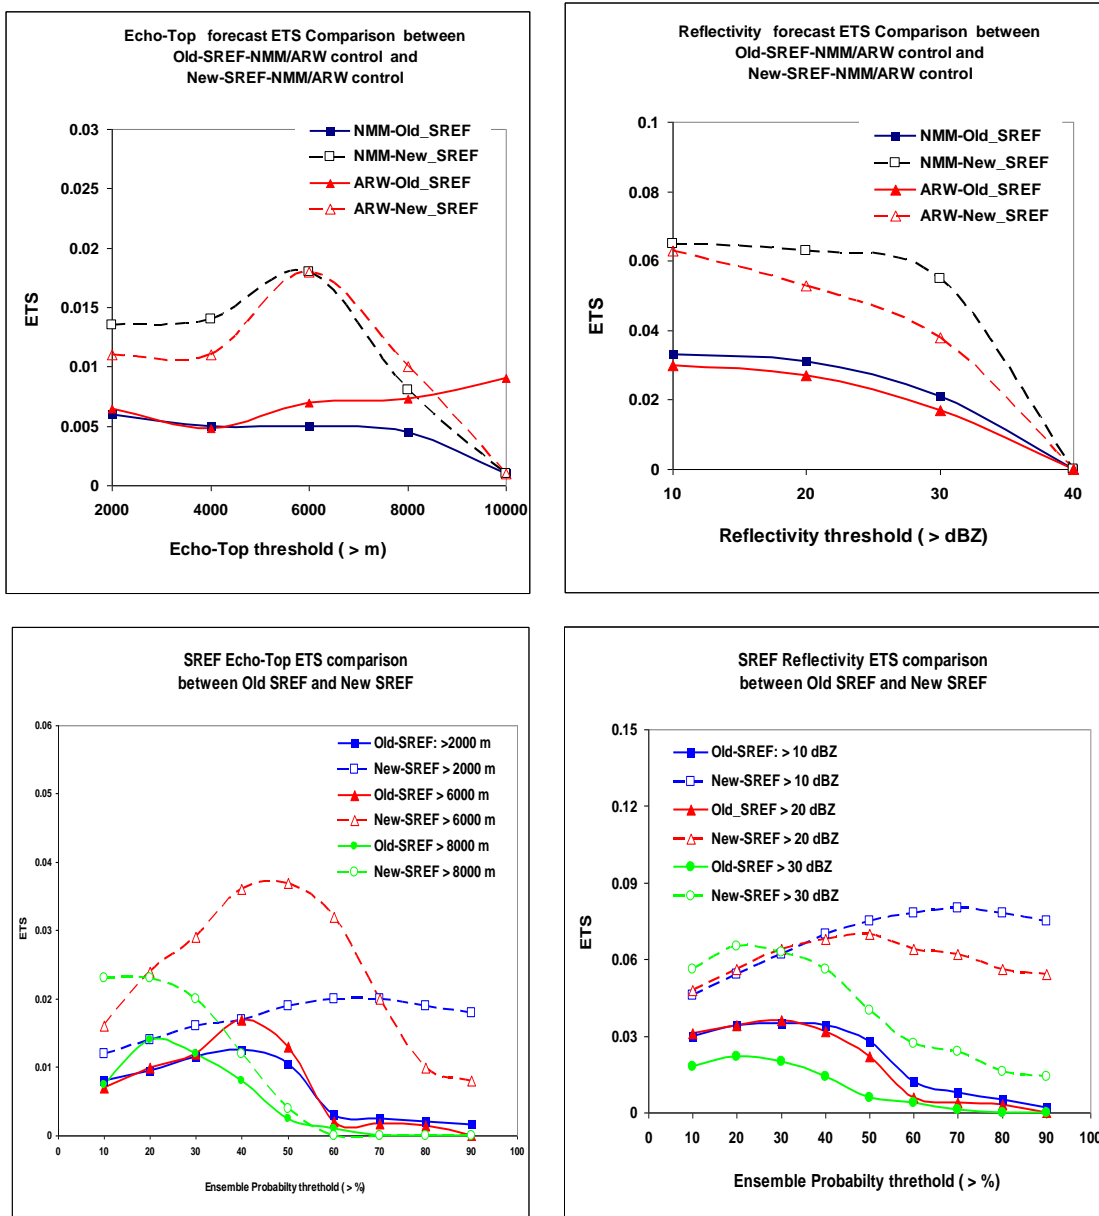 Echo-Top forecast ETS Comparison between
Old-SREF-NMM/ARW control and
New-SREF-NMM/ARW control
NMM-Old_SREF
NMM-New_SREF
ARW-Old_SREF
ARW-New_SREF
0.03
0.025
0.02
0.015
0.01
0.005
0
ETS
2000 4000 6000 8000 10000
Echo-Top threshold ( > m)
Reflectivity forecast ETS Comparison between
Old-SREF-NMM/ARW control and
New-SREF-NMM/ARW control
NMM-Old_SREF
NMM-New_SREF
ARW-Old_SREF
ARW-New_SREF
0.1
0.08
0.06
0.04
0.02
0
ETS
10 20 30 40
Reflectivity threshold ( > dBZ)
SREF Echo-Top ETS comparison
between Old SREF and New SREF
Old-SREF: >2000 m
New-SREF > 2000 m
Old-SREF > 6000 m
New-SREF > 6000 m
Old-SREF > 8000 m
New-SREF > 8000 m
0.06
0.05
0.04
0.03
0.02
0.01
0
ETS
0 10 20 30 40 50 60 70 80 90 100
Ensemble Probabilty threthold ( > %)
SREF Reflectivity ETS comparison
between Old SREF and New SREF
Old-SREF: > 10 dBZ
New-SREF > 10 dBZ
Old_SREF > 20 dBZ
New-SREF > 20 dBZ
Old-SREF > 30 dBZ
New-SREF > 30 dBZ
0.15
0.12
0.09
0.06
0.03
0
ETS
0 10 20 30 40 50 60 70 80 90 100
Ensemble Probabilty threthold ( > %)